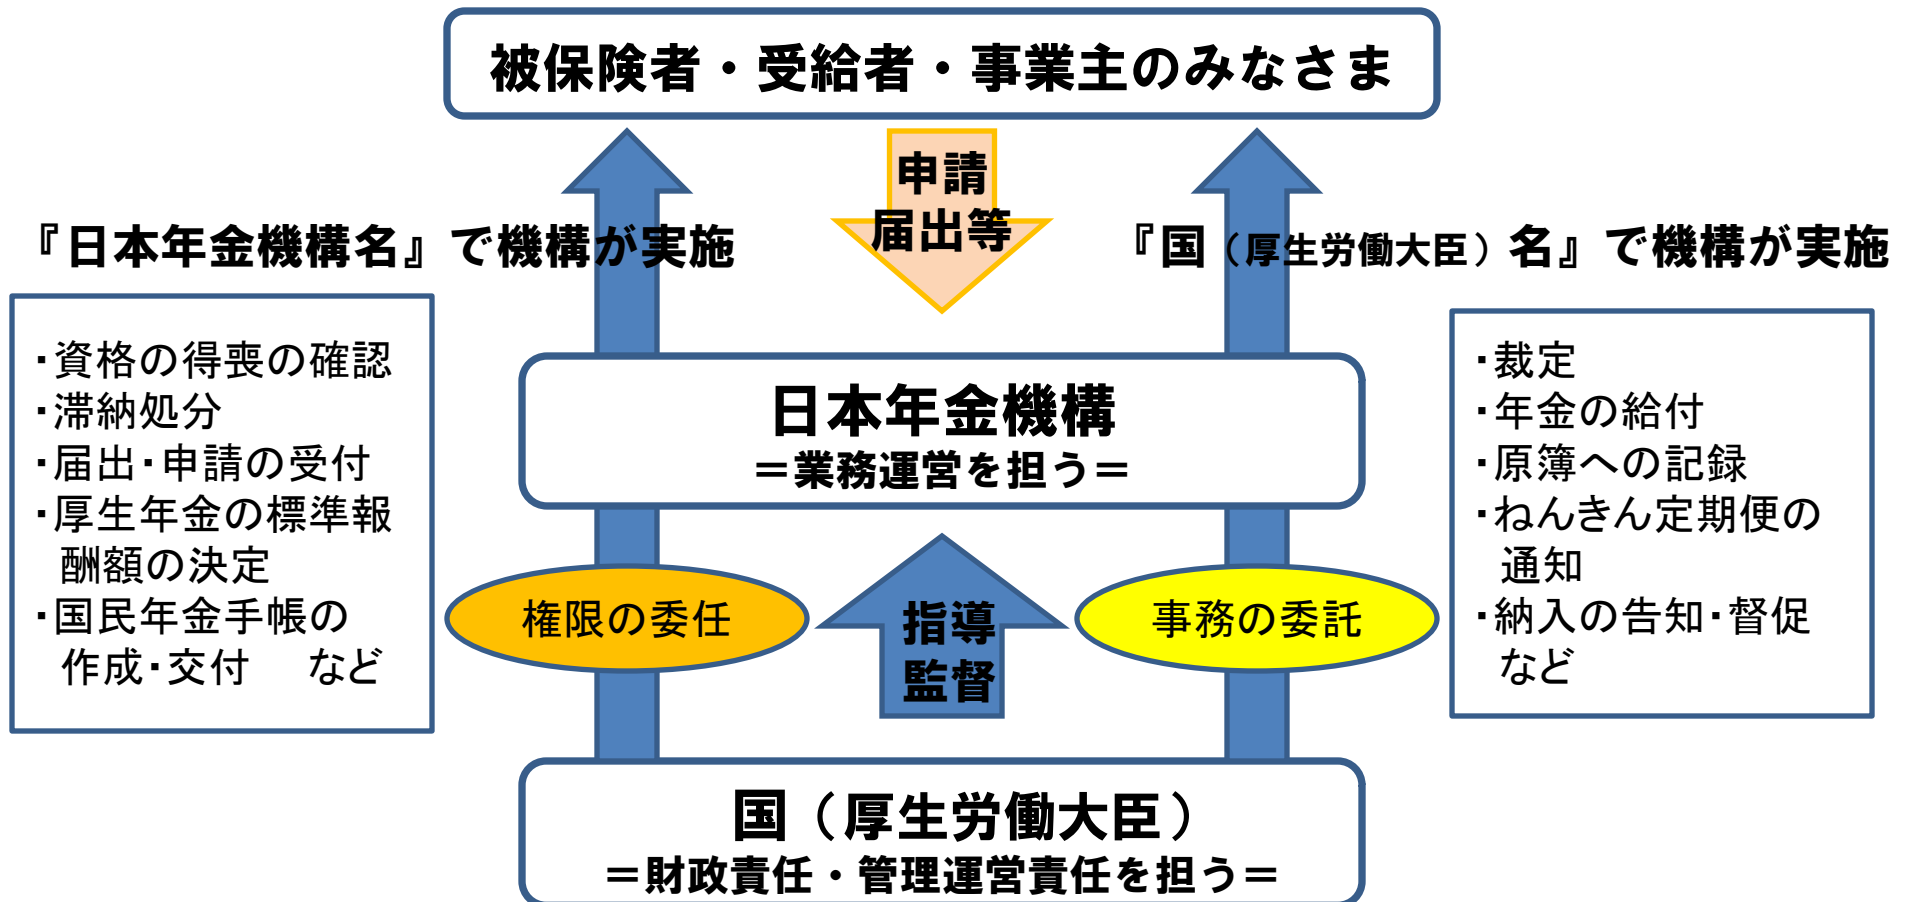 被保険者・受給者・事業主のみなさま
申請
届出等
『日本年金機構名』で機構が実施
『国（厚生労働大臣）名』で機構が実施
・資格の得喪の確認
・滞納処分
・届出・申請の受付
・厚生年金の標準報
酬額の決定
・国民年金手帳の
作成・交付　など
日本年金機構
＝業務運営を担う＝
・裁定
・年金の給付
・原簿への記録
・ねんきん定期便の
通知
・納入の告知・督促
など
権限の委任
指導
監督
事務の委託
国（厚生労働大臣）
＝財政責任・管理運営責任を担う＝